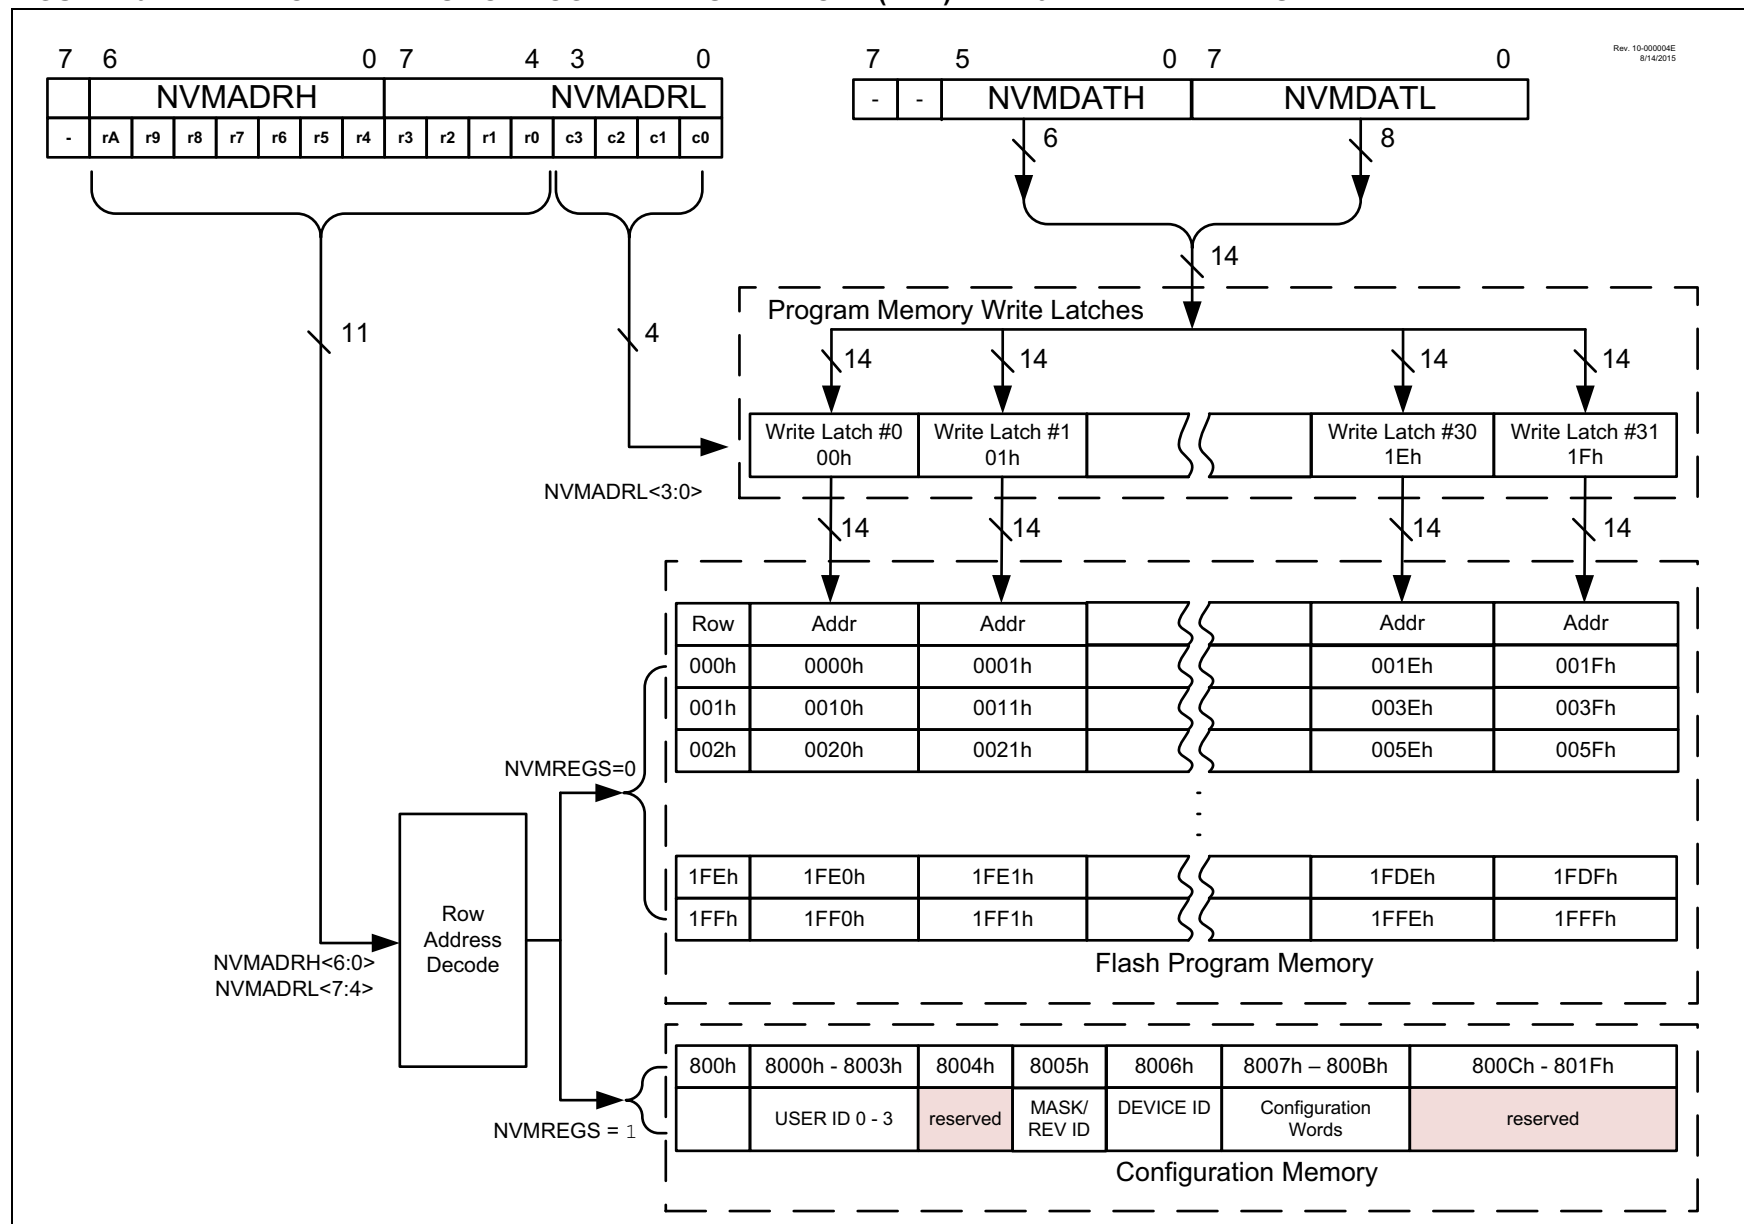 7 6 0 7 4 3 0
7 5 0 7 0
Rev. 10-000004E
8/14/2015
NVMADRH NVMADRL
- - NVMDATH NVMDATL
- rA r9 r8 r7 r6 r5 r4 r3 r2 r1 r0 c3 c2 c1 c0
6 8
14
11 4
Program Memory Write Latches
14 14 14 14
Write Latch #0 Write Latch #1 Write Latch #30 Write Latch #31
00h 01h 1Eh 1Fh
NVMADRL<3:0>
14 14 14 14
Row Addr Addr Addr Addr
000h 0000h 0001h 001Eh 001Fh
001h 0010h 0011h 003Eh 003Fh
002h 0020h 0021h 005Eh 005Fh
NVMREGS=0
1FEh 1FE0h 1FE1h 1FDEh 1FDFh
1FFh 1FF0h 1FF1h 1FFEh 1FFFh
Row
Address
Decode
NVMADRH<6:0>
NVMADRL<7:4>
Flash Program Memory
800h 8000h - 8003h 8004h 8005h 8006h 8007h – 800Bh 800Ch - 801Fh
USER ID 0 - 3 reserved MASK/ DEVICE ID Configuration reserved
REV ID Words
NVMREGS = 1
Configuration Memory